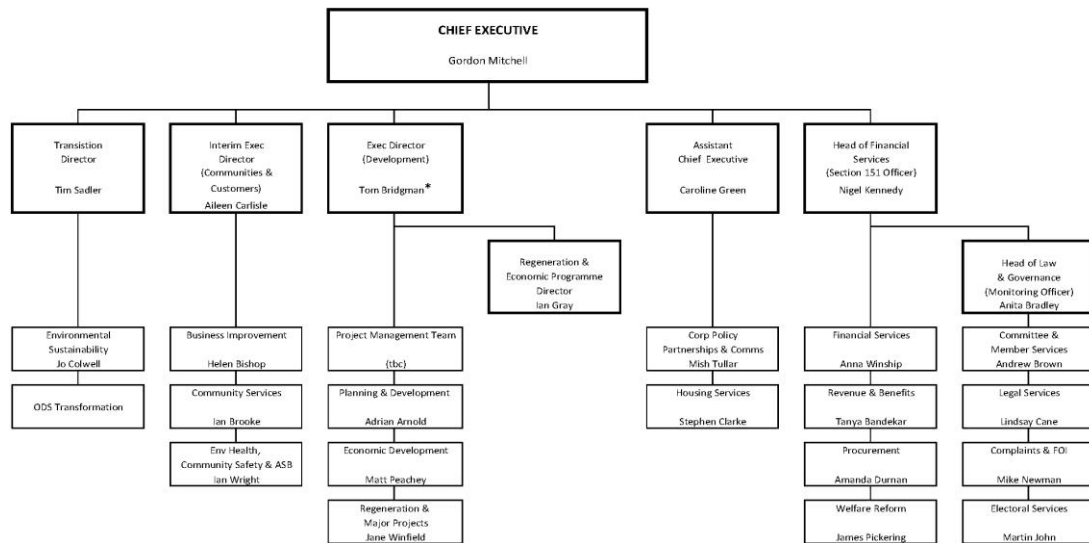 CHIEF EXECUTIVE
Gordon Mitchell
Transistion
Director
Tim Sadler
Interim Exec
Director
(Communities &
Customers)
Aileen Carlisle
Exec Director
(Development)
Tom Bridgman*
Assistant
Chief Executive
Caroline Green
Head of Financial
Services
(Section 151 Officer)
Nigel Kennedy
Regeneration &
Economic Programme
Director
Ian Gray
Head of Law
& Governance
(Monitoring Officer)
Anita Bradley
Environmental
Sustainability
Jo Colwell
ODS Transformation
Business Improvement
Helen Bishop
Community Services
Ian Brooke
Env Health,
Community Safety & ASB
Ian Wright
Project Management Team
(tbc)
Planning & Development
Adrian Arnold
Economic Development
Matt Peachey
Regeneration &
Major Projects
Jane Winfield
Corp Policy
Partnerships & Comms
Mish Tullar
Housing Services
Stephen Clarke
Financial Services
Anna Winship
Revenue & Benefits
Tanya Bandekar
Procurement
Amanda Durnan
Welfare Reform
James Pickering
Committee &
Member Services
Andrew Brown
Legal Services
Lindsay Cane
Complaints & FOI
Mike Newman
Electoral Services
Martin John